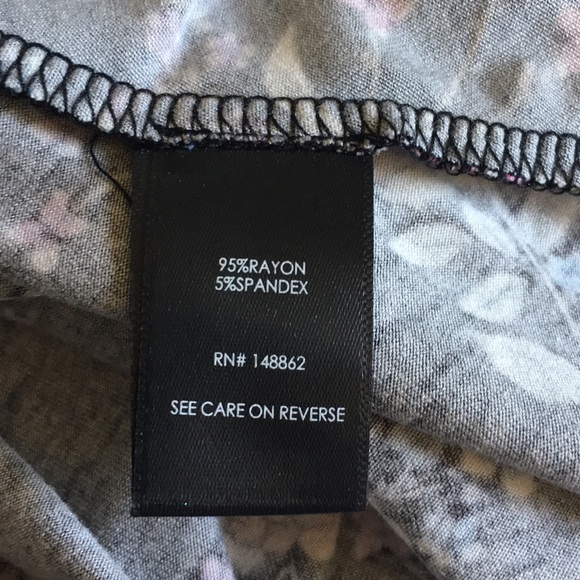 95%RAYON
5%SPANDEX
RN# 148862
SEE CARE ON REVERSE